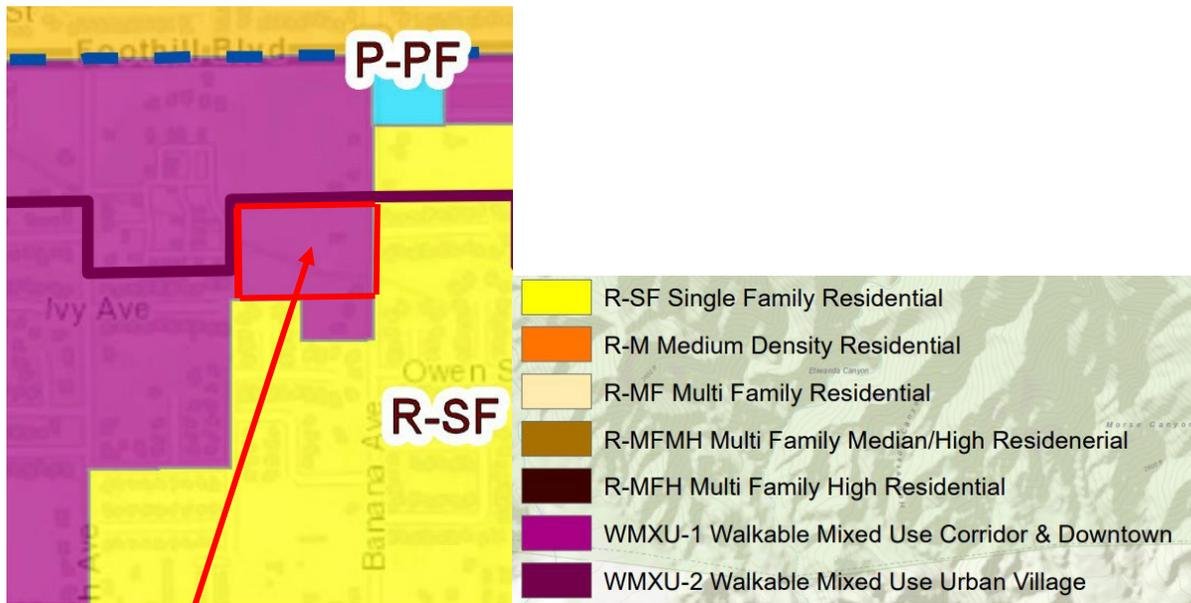 St
Foothill Blvd
P-PF
Ivy Ave
Owen S
R-SF
Banana Ave
n Ave
R-SF Single Family Residential
R-M Medium Density Residential
Etiwanda Canyon
R-MF Multi Family Residential
Morse Canyon
R-MFMH Multi Family Median/High Residenerial
R-MFH Multi Family High Residential
WMXU-1 Walkable Mixed Use Corridor & Downtown
WMXU-2 Walkable Mixed Use Urban Village